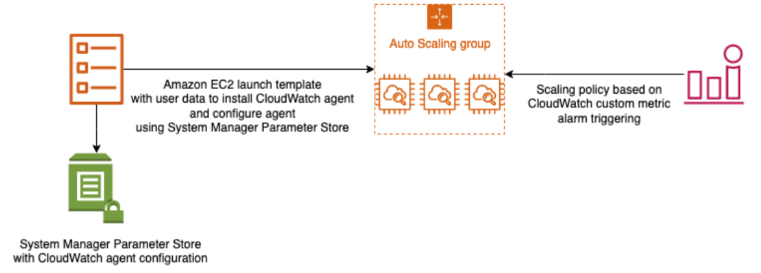 Auto Scaling group
Amazon EC2 launch template
with user data to install CloudWatch agent
and configure agent
using System Manager Parameter Store
Scaling policy based on
CloudWatch custom metric
alarm triggering
System Manager Parameter Store
with CloudWatch agent configuration